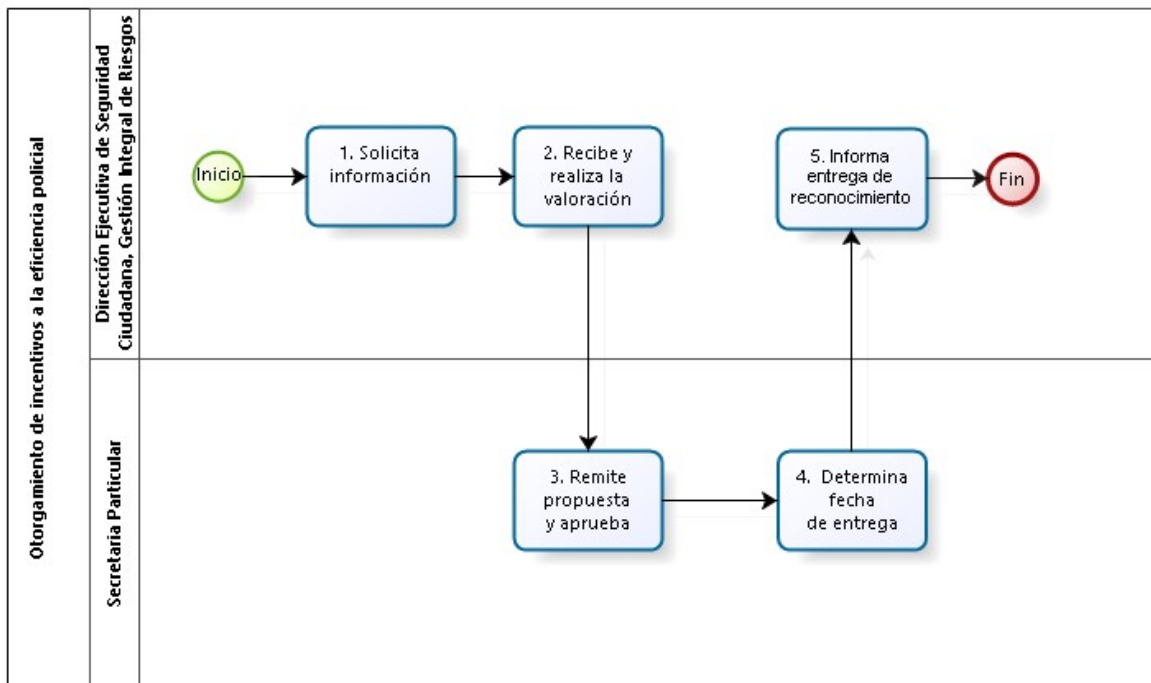 Otorgamiento de incentivos a la eficiencia policial
Dirección Ejecutiva de Seguridad
Ciudadana, Gestión Integral de Riesgos
Inicio
1. Solicita
información
2. Recibe y
realiza la
valoración
5. Informa
entrega de
reconocimiento
Fin
Secretaria Particular
3. Remite
propuesta
y aprueba
4. Determina
fecha
de entrega